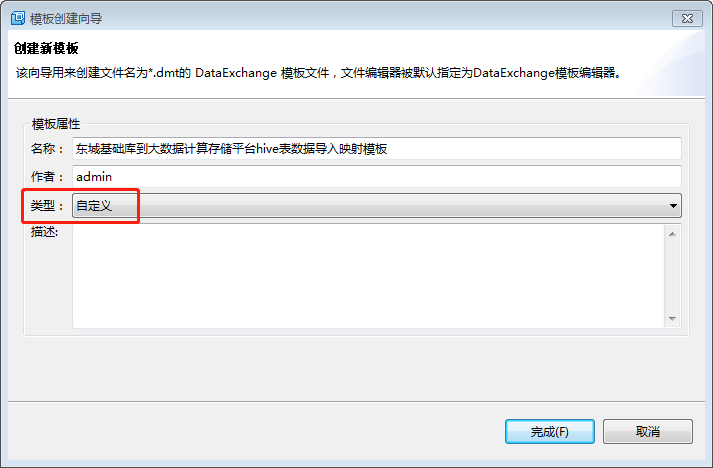 模板创建向导
创建新模板
该向导用来创建文件名为*.dmt的 DataExchange 模板文件，文件编辑器被默认指定为DataExchange模板编辑器。
模板属性
名称： 东城基础库到大数据计算存储平台hive表数据导入映射模板
作者： admin
类型： 自定义
描述:
完成(F) 取消